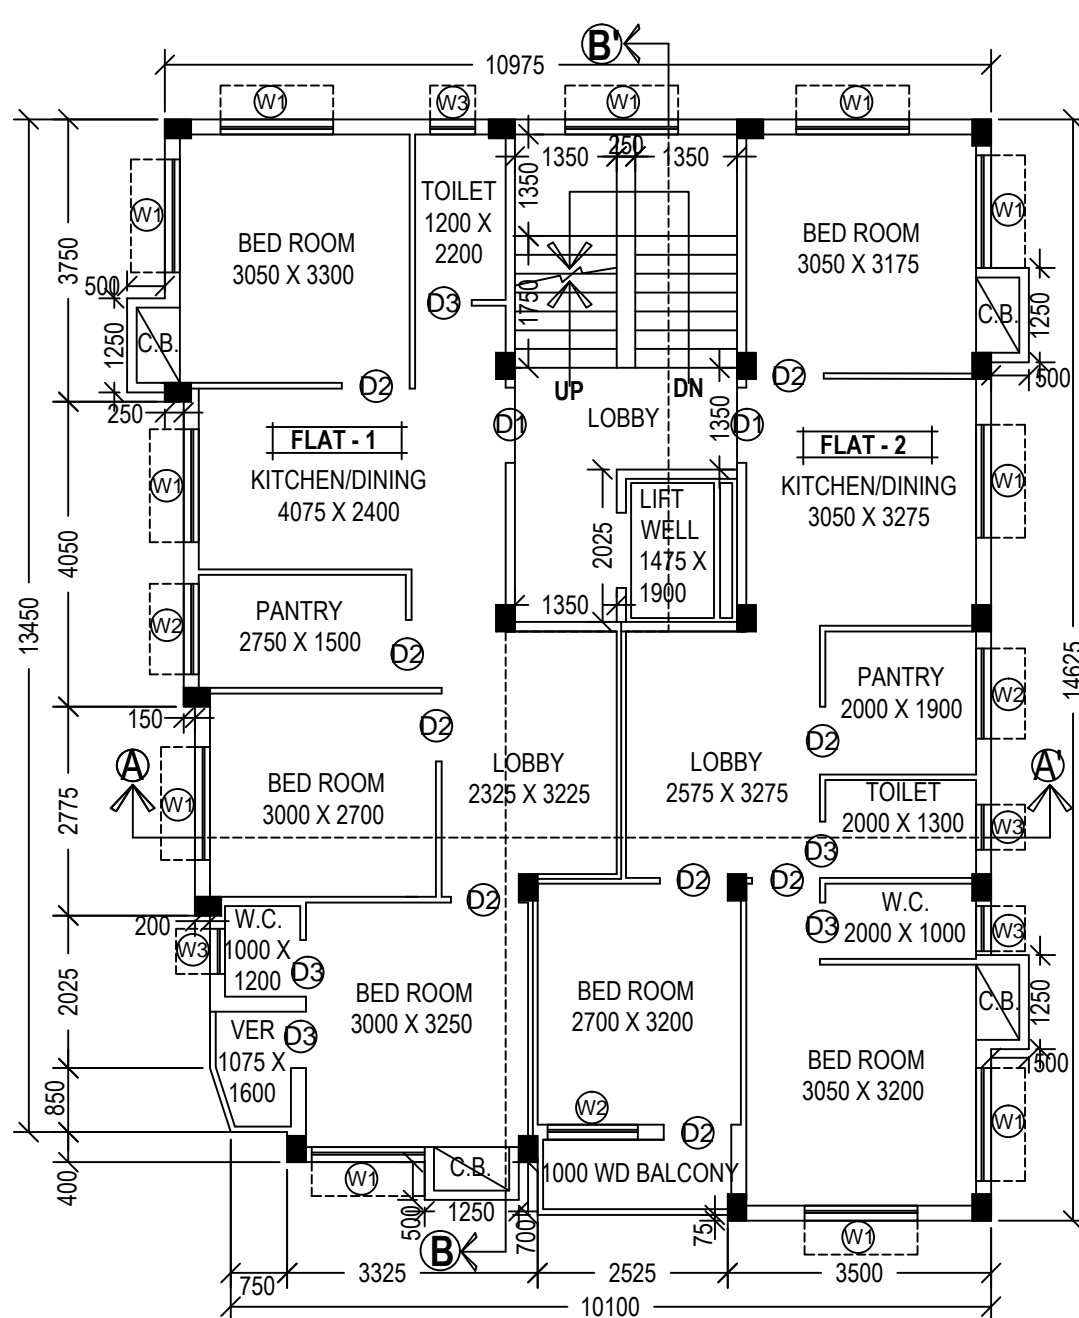 B'
10975
W1
W3
W1
W1
1350
250
1350
1350
TOILET
1200 X
2200
BED ROOM
3050 X 3300
BED ROOM
3050 X 3175
W1
W1
3750
500
1250
C.B.
D3
1750
C.B.
1250
500
D2
UP
DN
D2
250
D1
LOBBY
1350
D1
FLAT - 1
FLAT - 2
KITCHEN/DINING
4075 X 2400
KITCHEN/DINING
3050 X 3275
W1
W1
LIFT
WELL
1475 X
1900
2025
1350
4050
13450
14625
PANTRY
2750 X 1500
W2
D2
PANTRY
2000 X 1900
W2
150
D2
D2
A
A'
LOBBY
2325 X 3225
LOBBY
2575 X 3275
BED ROOM
3000 X 2700
W1
2775
TOILET
2000 X 1300
W3
D3
D2
D2
D2
200
W.C.
1000 X
1200
W3
D3
W.C.
2000 X 1000
D3
W3
2025
BED ROOM
3000 X 3250
BED ROOM
2700 X 3200
C.B.
1250
500
VER
1075 X
1600
D3
BED ROOM
3050 X 3200
850
W2
D2
W1
400
W1
C.B.
1000 WD BALCONY
500
1250
700
75
W1
B
750
3325
2525
3500
10100